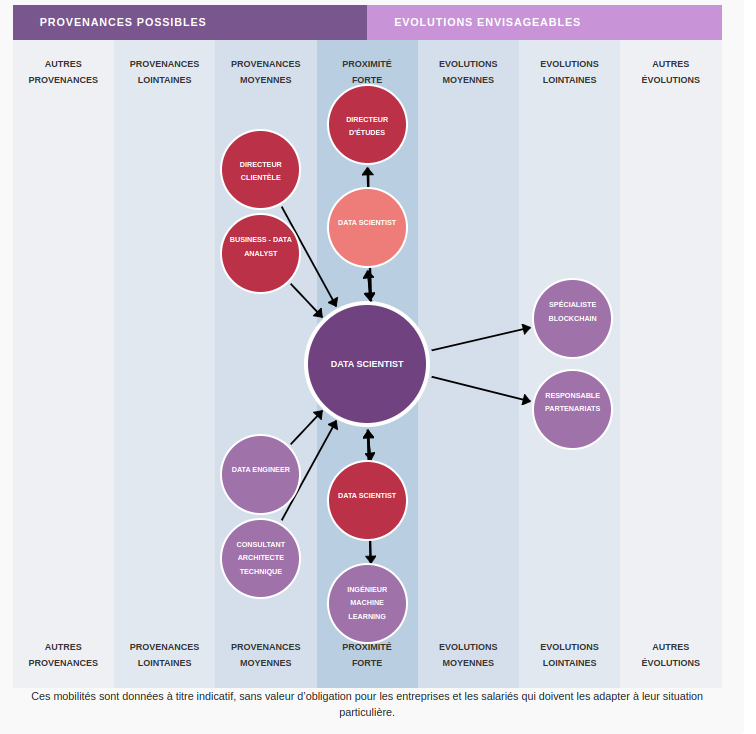 PROVENANCES POSSIBLES
EVOLUTIONS ENVISAGEABLES
AUTRES
PROVENANCES
PROVENANCES
LOINTAINES
PROVENANCES
MOYENNES
PROXIMITÉ
FORTE
EVOLUTIONS
MOYENNES
EVOLUTIONS
LOINTAINES
AUTRES
ÉVOLUTIONS
DIRECTEUR
D'ÉTUDES
DIRECTEUR
CLIENTÈLE
DATA SCIENTIST
BUSINESS - DATA
ANALYST
SPÉCIALISTE
BLOCKCHAIN
DATA SCIENTIST
RESPONSABLE
PARTENARIATS
DATA ENGINEER
DATA SCIENTIST
CONSULTANT
ARCHITECTE
TECHNIQUE
INGÉNIEUR
MACHINE
LEARNING
AUTRES
PROVENANCES
PROVENANCES
LOINTAINES
PROVENANCES
MOYENNES
PROXIMITÉ
FORTE
EVOLUTIONS
MOYENNES
EVOLUTIONS
LOINTAINES
AUTRES
ÉVOLUTIONS
Ces mobilités sont données à titre indicatif, sans valeur d’obligation pour les entreprises et les salariés qui doivent les adapter à leur situation
particulière.